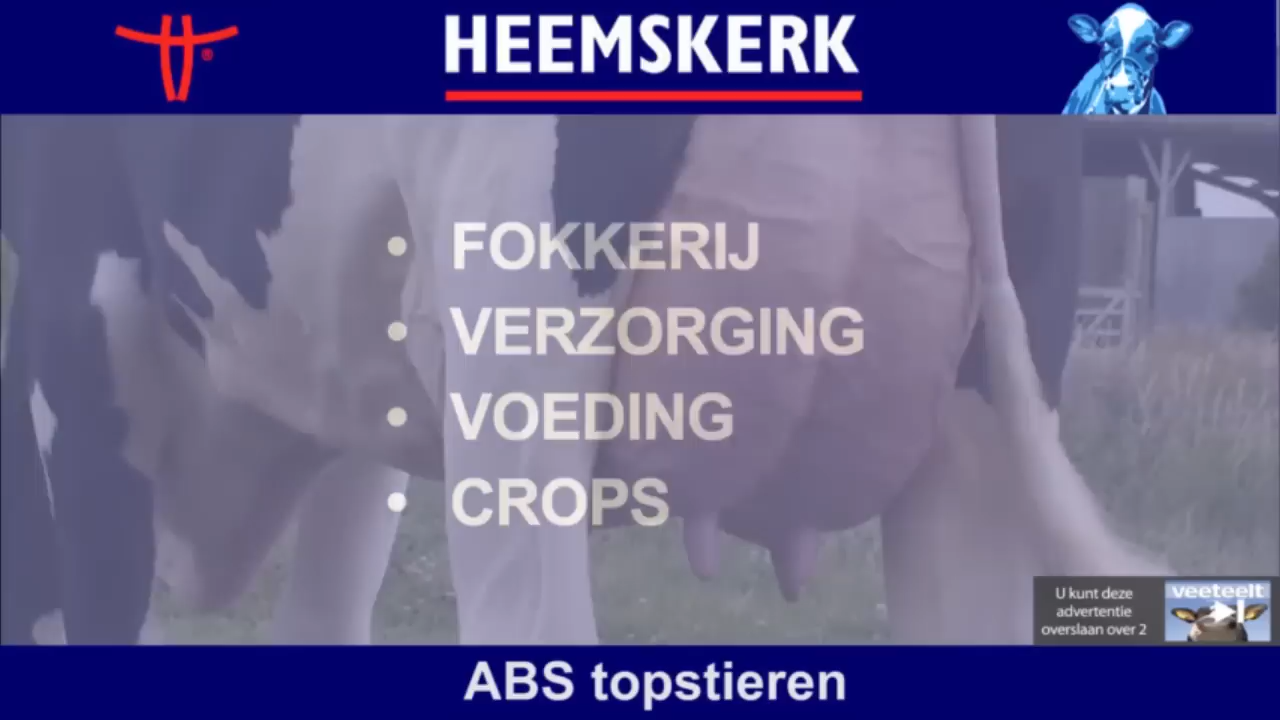 HEEMSKERK
®
• FOKKERIJ
• VERZORGING
• VOEDING
• CROPS
U kunt deze
advertentie
overslaan over 2
veeteelt
ABS topstieren